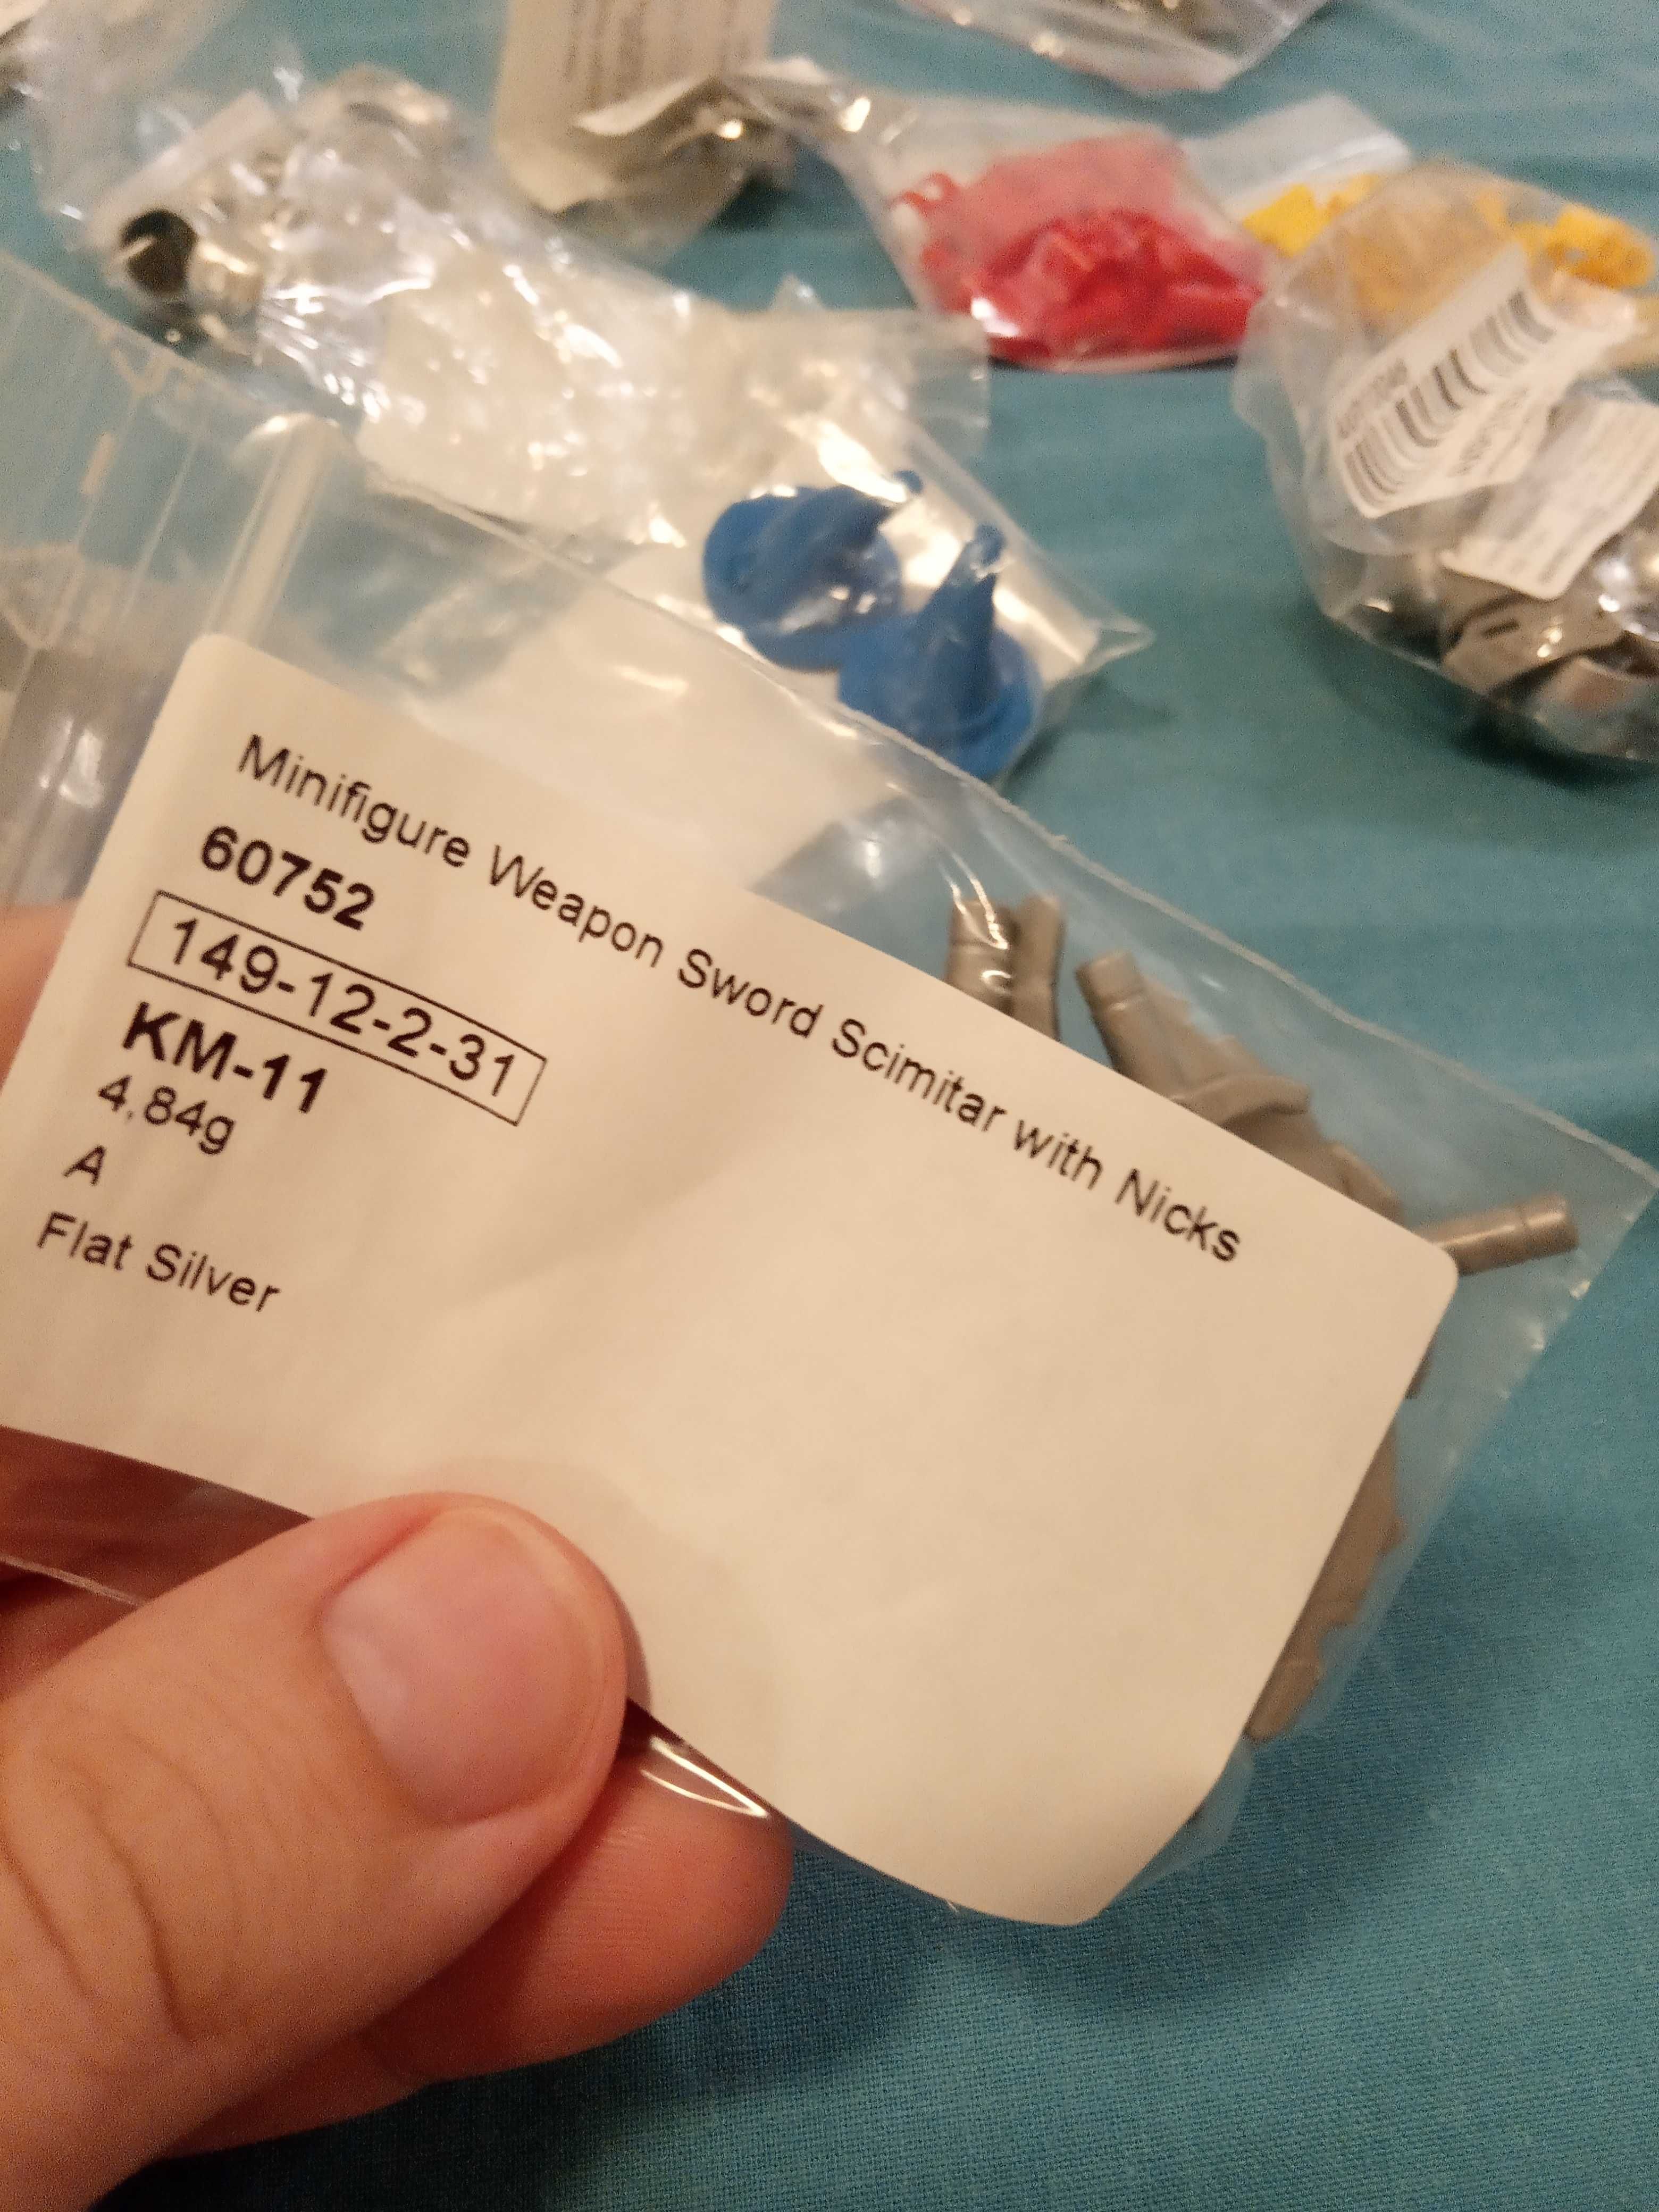 Minifigure Weapon Sword Scimitar with Nicks
60752
149-12-2-31
KM-11
4.84g
A
Flat Silver